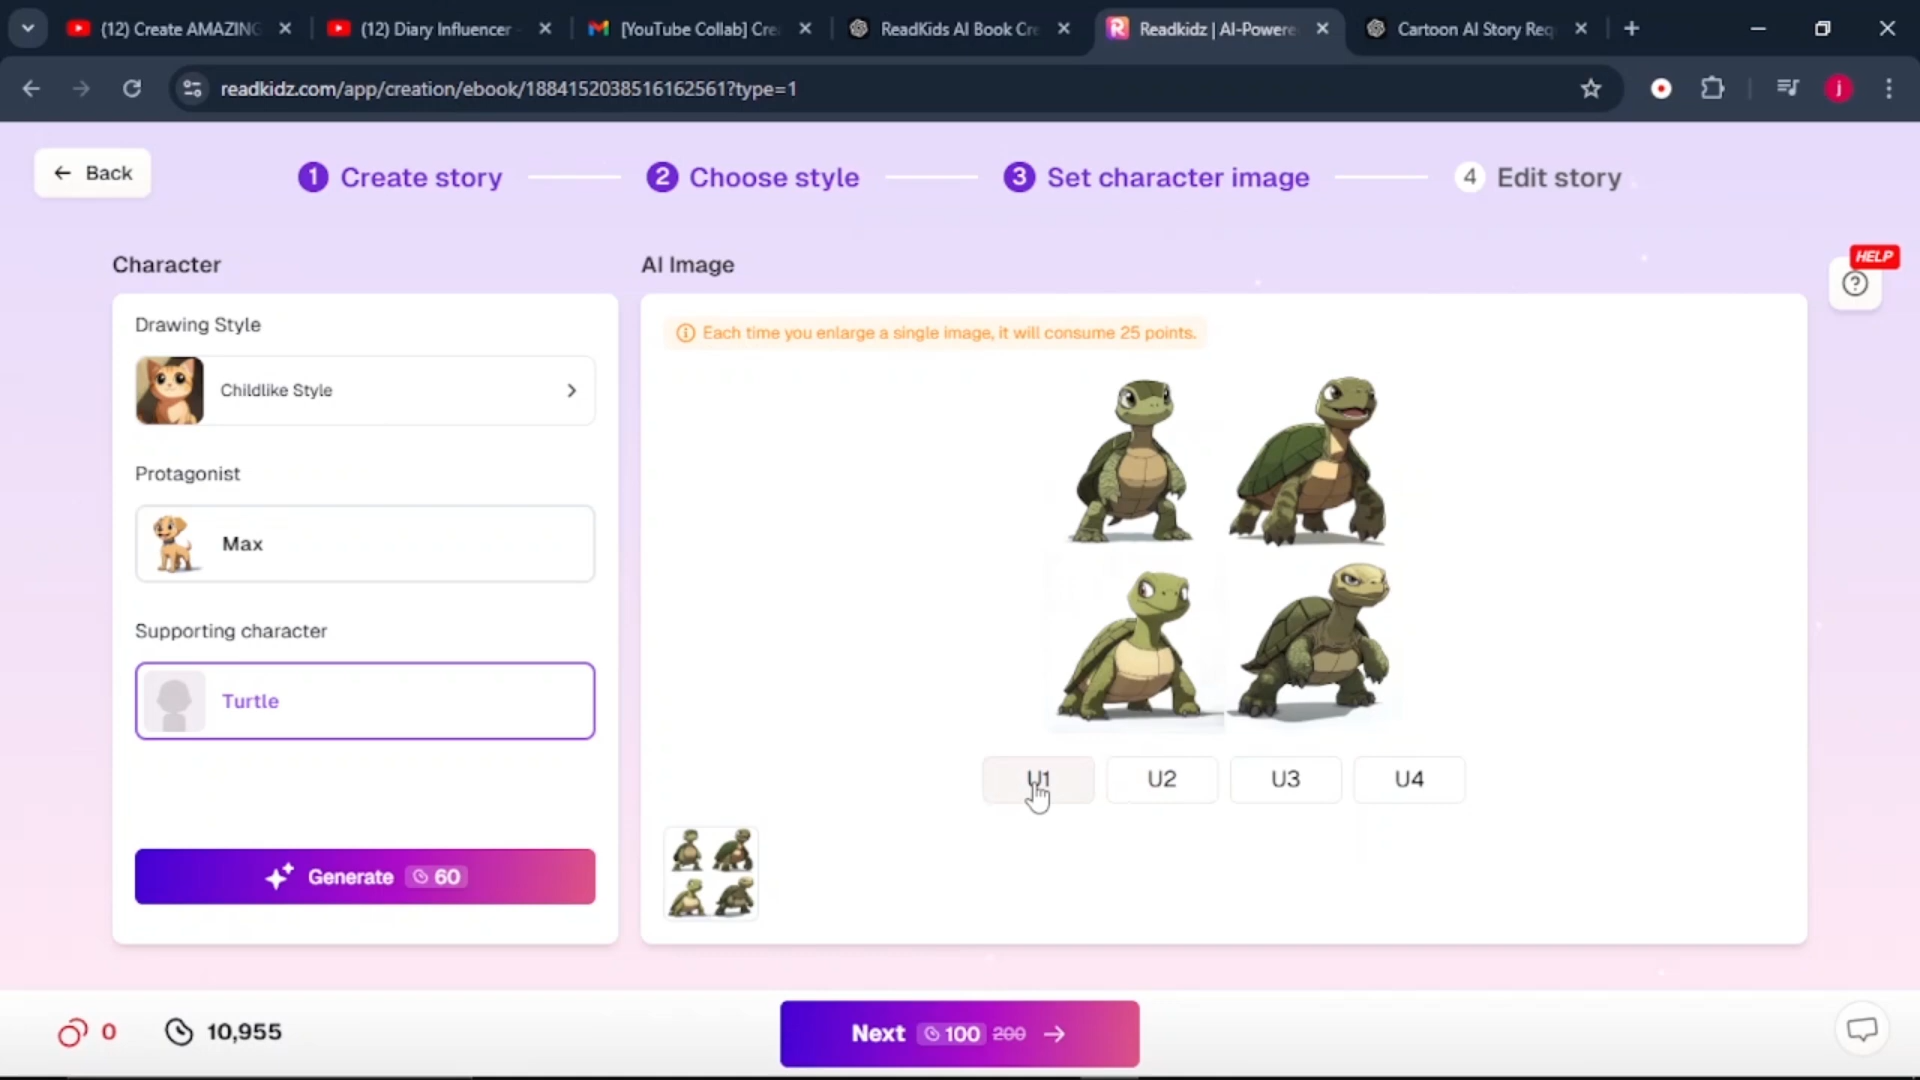 (12) Create AMAZING
(12) Diary Influencer -
[YouTube Collab] Cre
ReadKids AI Book Cre
Readkidz | AI-Powere
Cartoon AI Story Req
readkidz.com/app/creation/ebook/1884152038516162561?type=1
j
Back
1 Create story
2 Choose style
3 Set character image
4 Edit story
HELP
Character
AI Image
Drawing Style
Childlike Style
Protagonist
Max
Supporting character
Turtle
Generate 60
Each time you enlarge a single image, it will consume 25 points.
U1 U2 U3 U4
0 10,955
Next 100 200